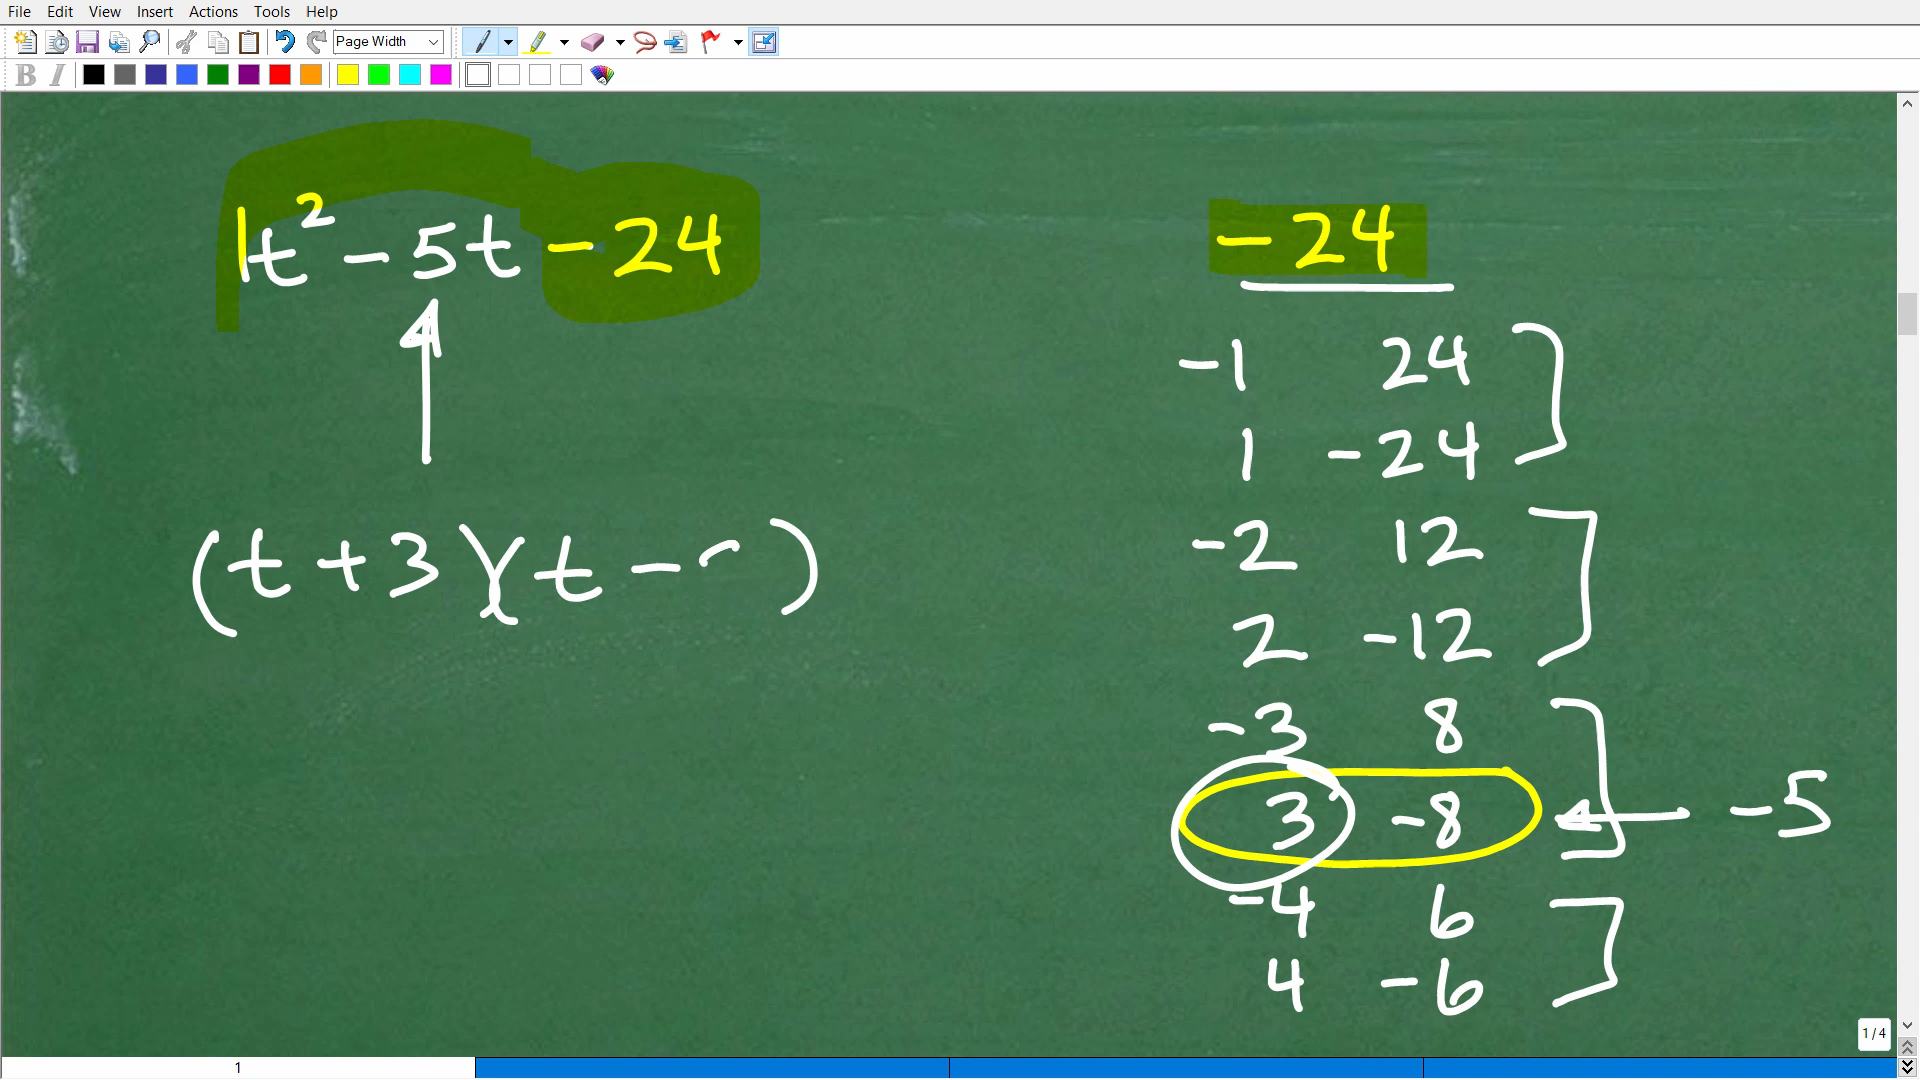 File Edit View Insert Actions Tools Help
Page Width
B I
1t² - 5t - 24
(t + 3)(t - )
-24
-1 24
1 -24
-2 12
2 -12
-3 8
3 -8 -5
-4 6
4 -6
1 / 4
1